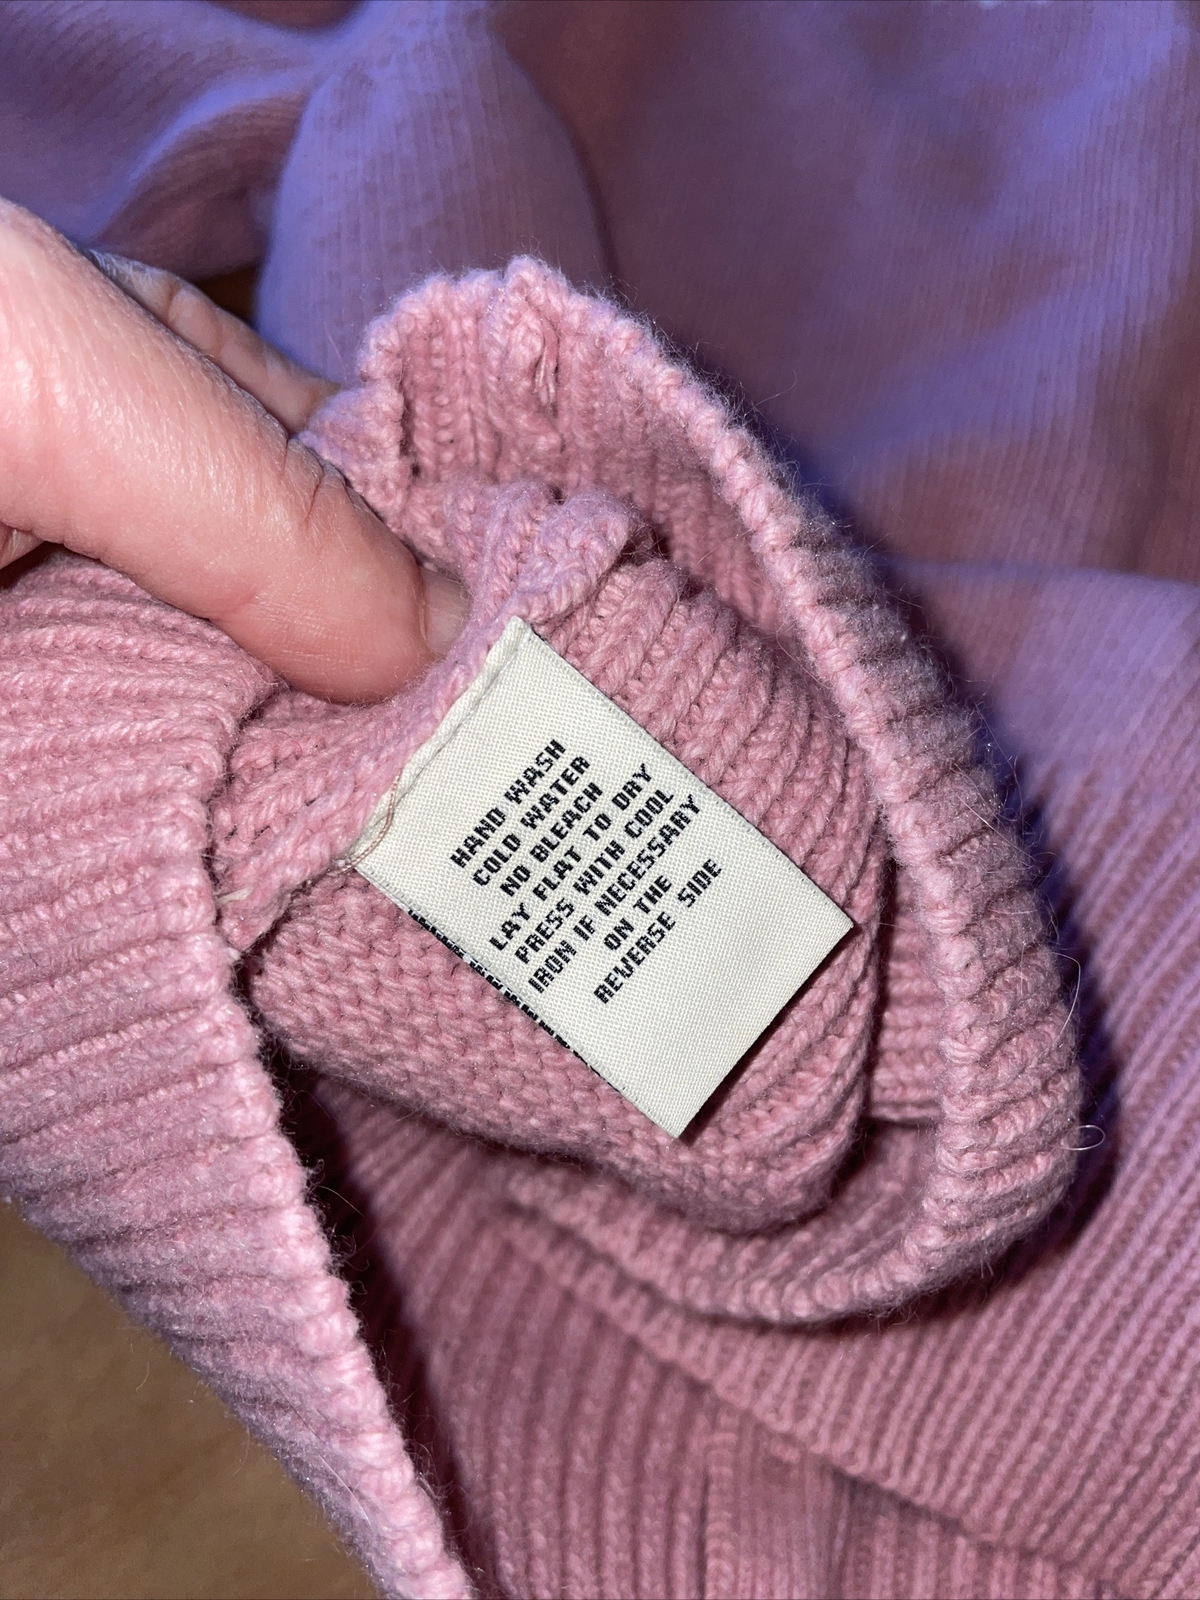 HAND WASH
COLD WATER
NO BLEACH
LAY FLAT TO DRY
PRESS WITH COOL
IRON IF NECESSARY
ON THE
REVERSE SIDE